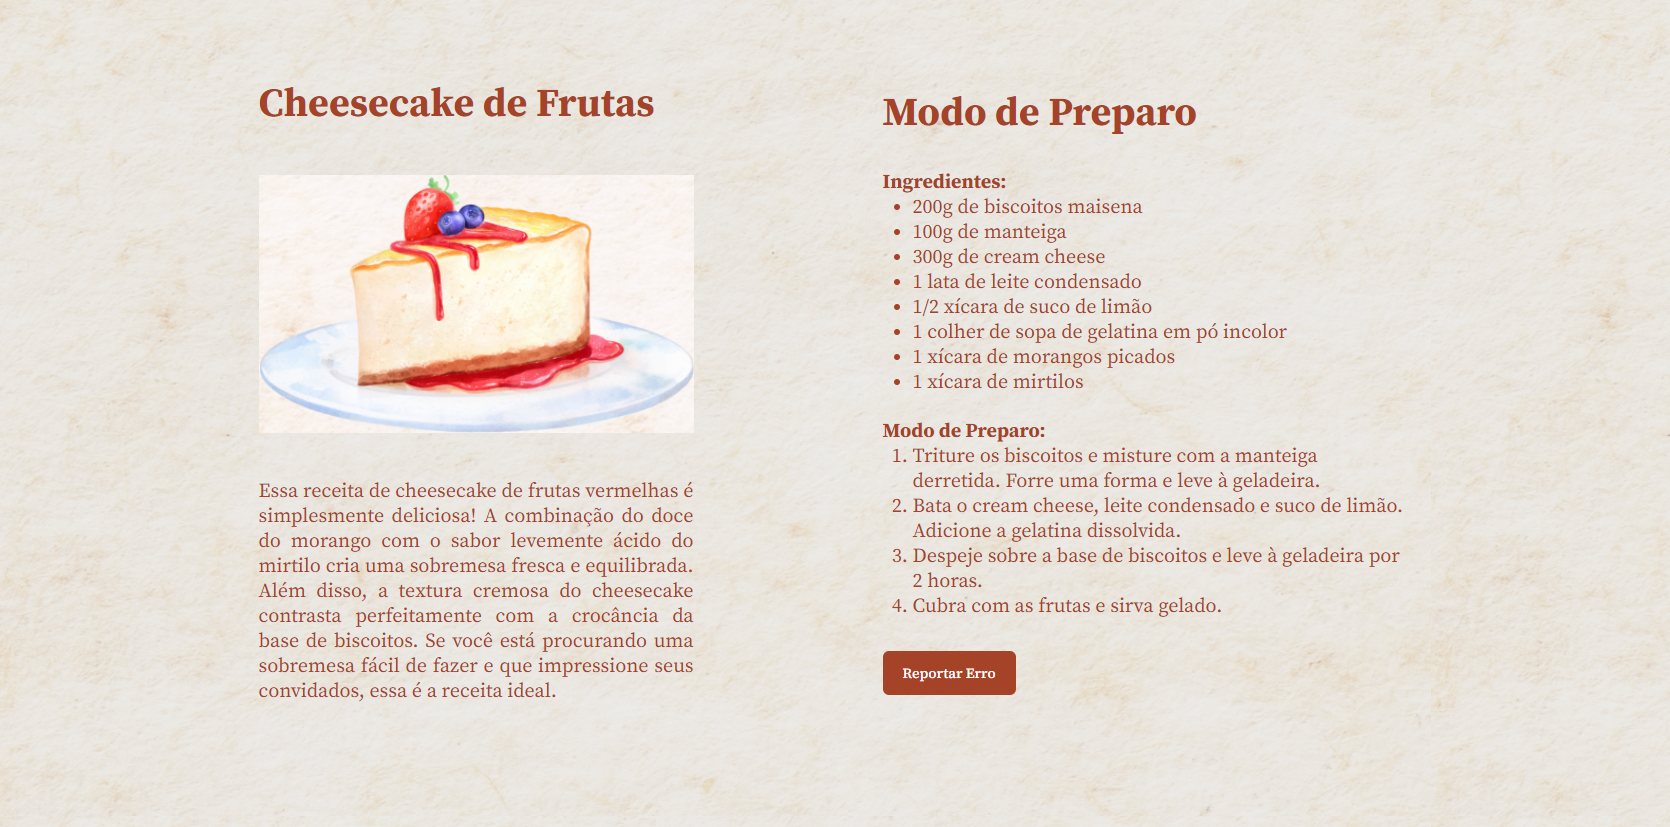 Cheesecake de Frutas
Essa receita de cheesecake de frutas vermelhas é
simplesmente deliciosa! A combinação do doce
do morango com o sabor levemente ácido do
mirtilo cria uma sobremesa fresca e equilibrada.
Além disso, a textura cremosa do cheesecake
contrasta perfeitamente com a crocância da
base de biscoitos. Se você está procurando uma
sobremesa fácil de fazer e que impressione seus
convidados, essa é a receita ideal.
Modo de Preparo
Ingredientes:
• 200g de biscoitos maisena
• 100g de manteiga
• 300g de cream cheese
• 1 lata de leite condensado
• 1/2 xícara de suco de limão
• 1 colher de sopa de gelatina em pó incolor
• 1 xícara de morangos picados
• 1 xícara de mirtilos
Modo de Preparo:
1. Triture os biscoitos e misture com a manteiga
derretida. Forre uma forma e leve à geladeira.
2. Bata o cream cheese, leite condensado e suco de limão.
Adicione a gelatina dissolvida.
3. Despeje sobre a base de biscoitos e leve à geladeira por
2 horas.
4. Cubra com as frutas e sirva gelado.
Reportar Erro